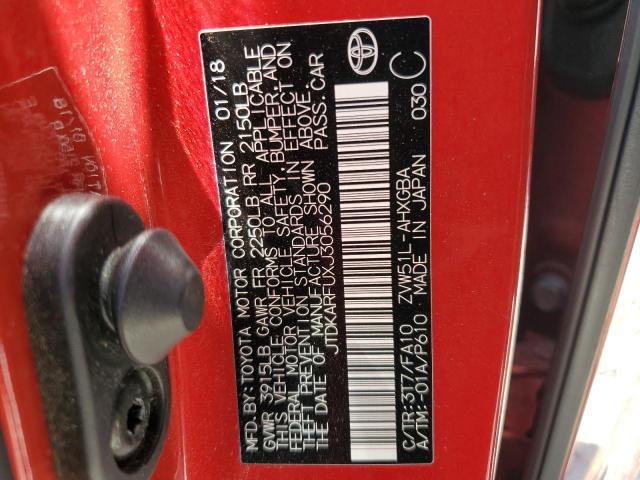 MFD.BY:TOYOTA MOTOR CORPORATION 01/18
GVWR 3915LB GAWR FR 2250LB RR 2150LB
THIS VEHICLE CONFORMS TO ALL APPLICABLE
FEDERAL MOTOR VEHICLE SAFETY, BUMPER, AND
THEFT PREVENTION STANDARDS IN EFFECT ON
THE DATE OF MANUFACTURE SHOWN ABOVE.
JTDKARFUXJ3056290 PASS.CAR
C/TR:3T7/FA10 ZVW51L-AHXGBA
A/TM:-01A/P610 MADE IN JAPAN 030 C